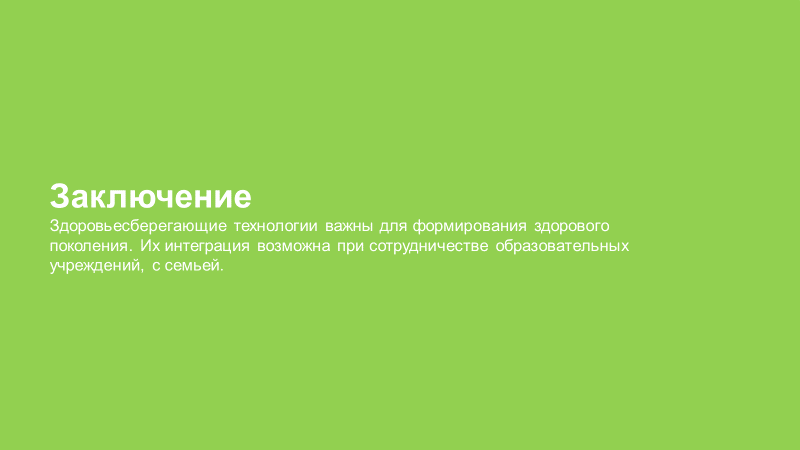 Заключение
Здоровьесберегающие технологии важны для формирования здорового
поколения. Их интеграция возможна при сотрудничестве образовательных
учреждений, с семьей.